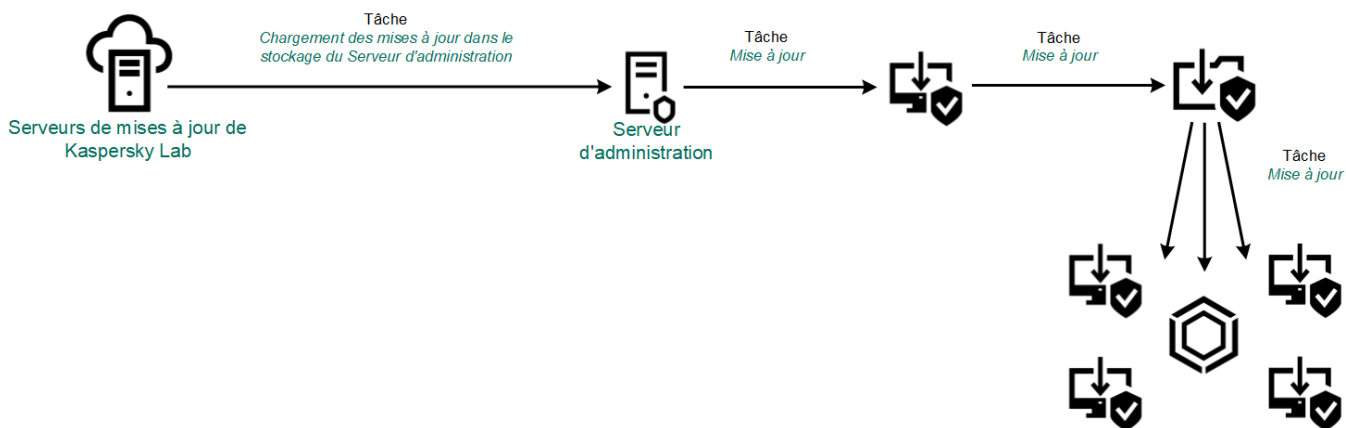 Tâche
Chargement des mises à jour dans le
stockage du Serveur d'administration
Tâche
Mise à jour
Tâche
Mise à jour
Serveurs de mises à jour de
Kaspersky Lab
Serveur
d'administration
Tâche
Mise à jour